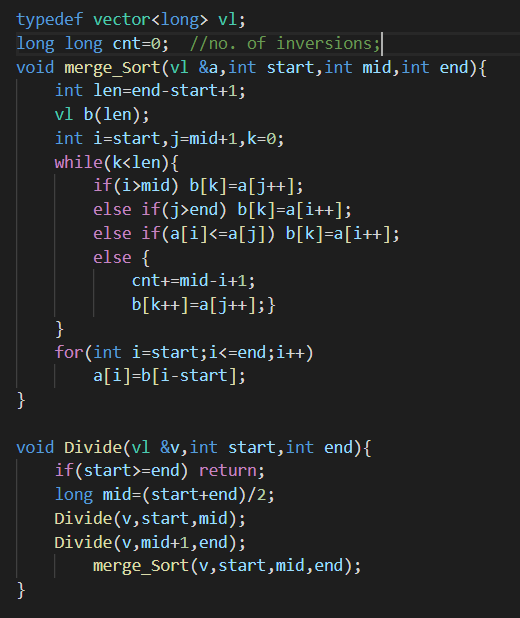 typedef vector<long> vl;
long long cnt=0;  //no. of inversions;
void merge_Sort(vl &a,int start,int mid,int end){
    int len=end-start+1;
    vl b(len);
    int i=start,j=mid+1,k=0;
    while(k<len){
        if(i>mid) b[k]=a[j++];
        else if(j>end) b[k]=a[i++];
        else if(a[i]<=a[j]) b[k]=a[i++];
        else {
            cnt+=mid-i+1;
            b[k++]=a[j++];}
    }
    for(int i=start;i<=end;i++)
        a[i]=b[i-start];
}

void Divide(vl &v,int start,int end){
    if(start>=end) return;
    long mid=(start+end)/2;
    Divide(v,start,mid);
    Divide(v,mid+1,end);
        merge_Sort(v,start,mid,end);
}